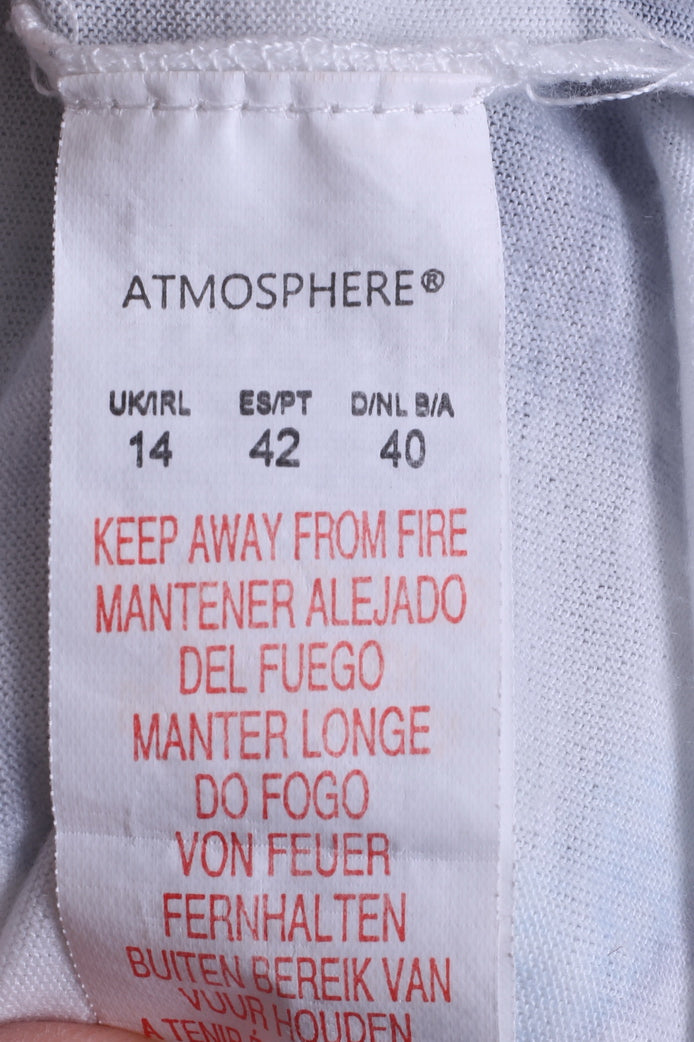 ATMOSPHERE®
UK/IRL ES/PT D/NL B/A
14 42 40
KEEP AWAY FROM FIRE
MANTENER ALEJADO
DEL FUEGO
MANTER LONGE
DO FOGO
VON FEUER
FERNHALTEN
BUITEN BEREIK VAN
VUUR HOUDEN
A TENIR